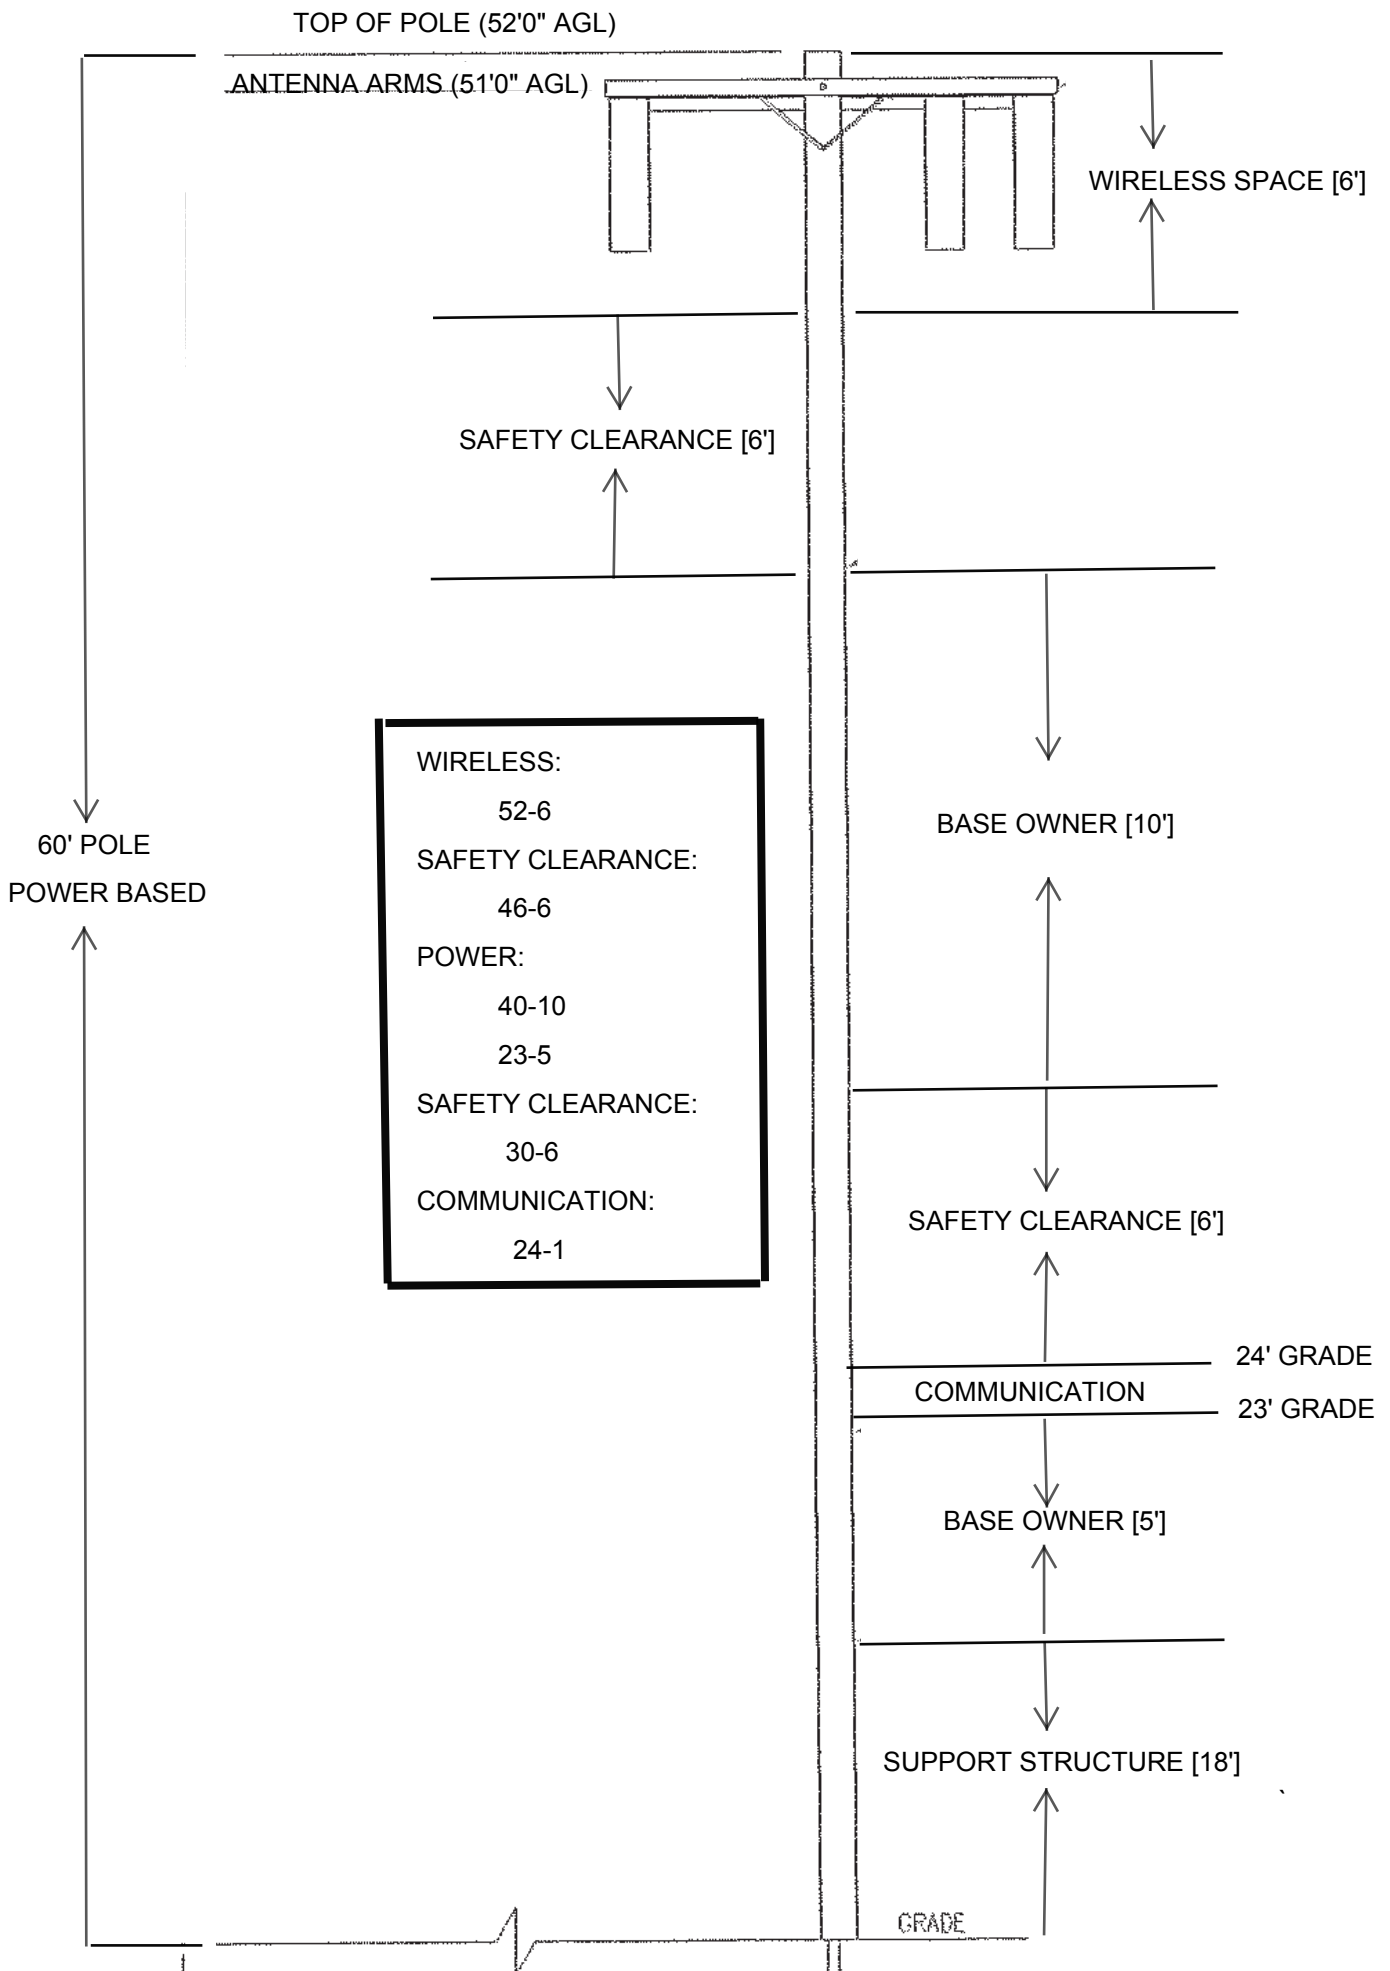 TOP OF POLE (52'0" AGL)
ANTENNA ARMS (51'0" AGL)
WIRELESS SPACE [6']
SAFETY CLEARANCE [6']
60' POLE
POWER BASED
WIRELESS:
52-6
SAFETY CLEARANCE:
46-6
POWER:
40-10
23-5
SAFETY CLEARANCE:
30-6
COMMUNICATION:
24-1
BASE OWNER [10']
SAFETY CLEARANCE [6']
24' GRADE
COMMUNICATION
23' GRADE
BASE OWNER [5']
SUPPORT STRUCTURE [18']
GRADE